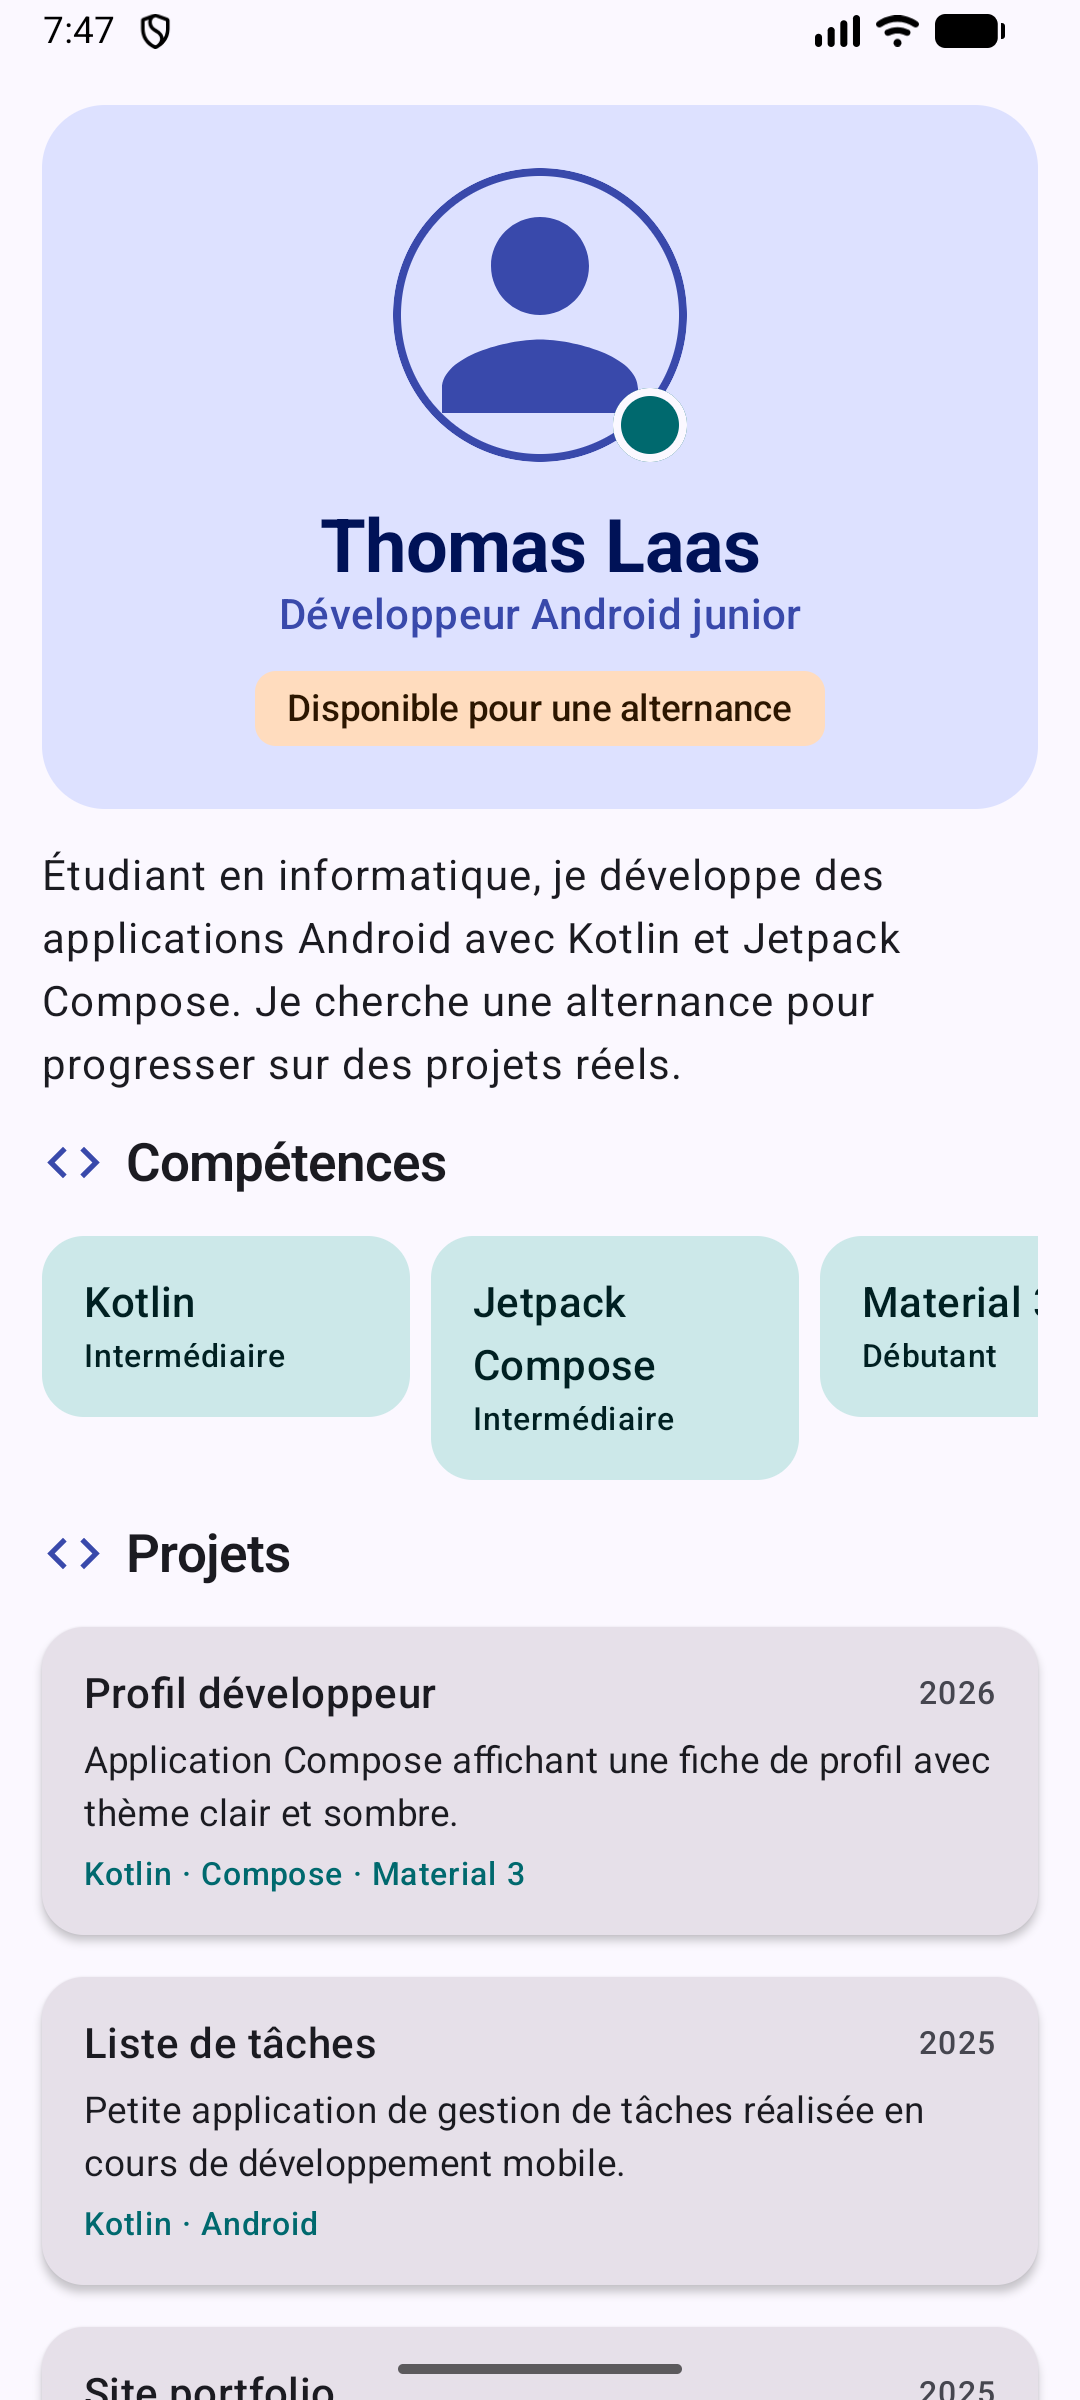 7:47
Thomas Laas
Développeur Android junior
Disponible pour une alternance
Étudiant en informatique, je développe des
applications Android avec Kotlin et Jetpack
Compose. Je cherche une alternance pour
progresser sur des projets réels.
Compétences
Kotlin
Intermédiaire
Jetpack
Compose
Intermédiaire
Material 3
Débutant
Projets
Profil développeur
2026
Application Compose affichant une fiche de profil avec
thème clair et sombre.
Kotlin · Compose · Material 3
Liste de tâches
2025
Petite application de gestion de tâches réalisée en
cours de développement mobile.
Kotlin · Android
Site portfolio
2025